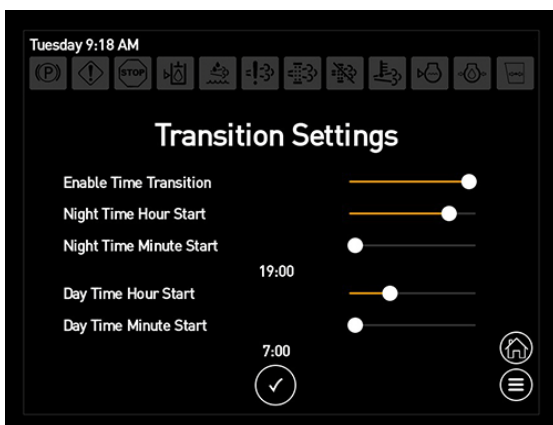 Tuesday 9:18 AM
STOP
Transition Settings
Enable Time Transition
Night Time Hour Start
Night Time Minute Start
19:00
Day Time Hour Start
Day Time Minute Start
7:00